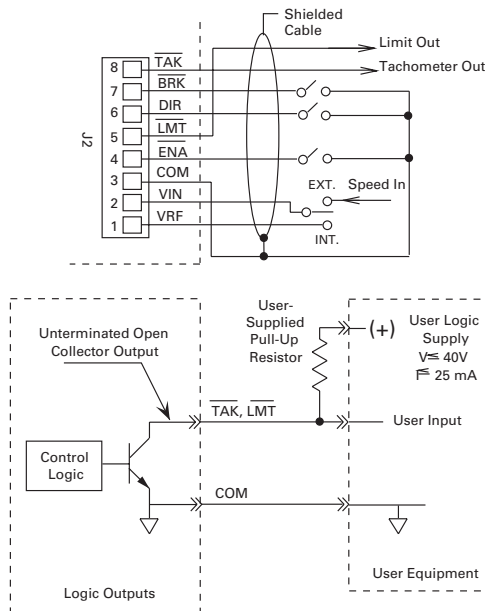 Shielded
Cable
Limit Out
Tachometer Out
8 TAK
7 BRK
6 DIR
5 LMT
4 ENA
3 COM
2 VIN
1 VRF
J2
EXT. Speed In
INT.
User-
Supplied
Pull-Up
Resistor
(+) User Logic
Supply
V≤ 40V
I≤ 25 mA
Unterminated Open
Collector Output
TAK, LMT
User Input
Control
Logic
COM
User Equipment
Logic Outputs